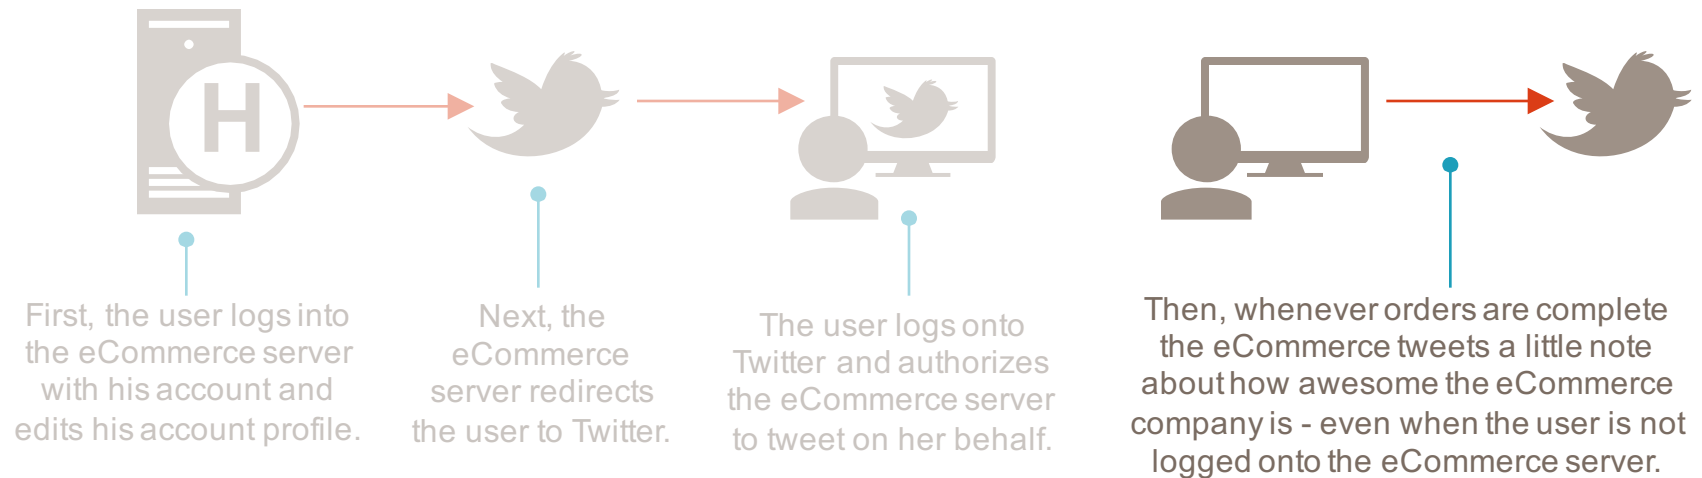 H
First, the user logs into
the eCommerce server
with his account and
edits his account profile.
Next, the
eCommerce
server redirects
the user to Twitter.
The user logs onto
Twitter and authorizes
the eCommerce server
to tweet on her behalf.
Then, whenever orders are complete
the eCommerce tweets a little note
about how awesome the eCommerce
company is - even when the user is not
logged onto the eCommerce server.